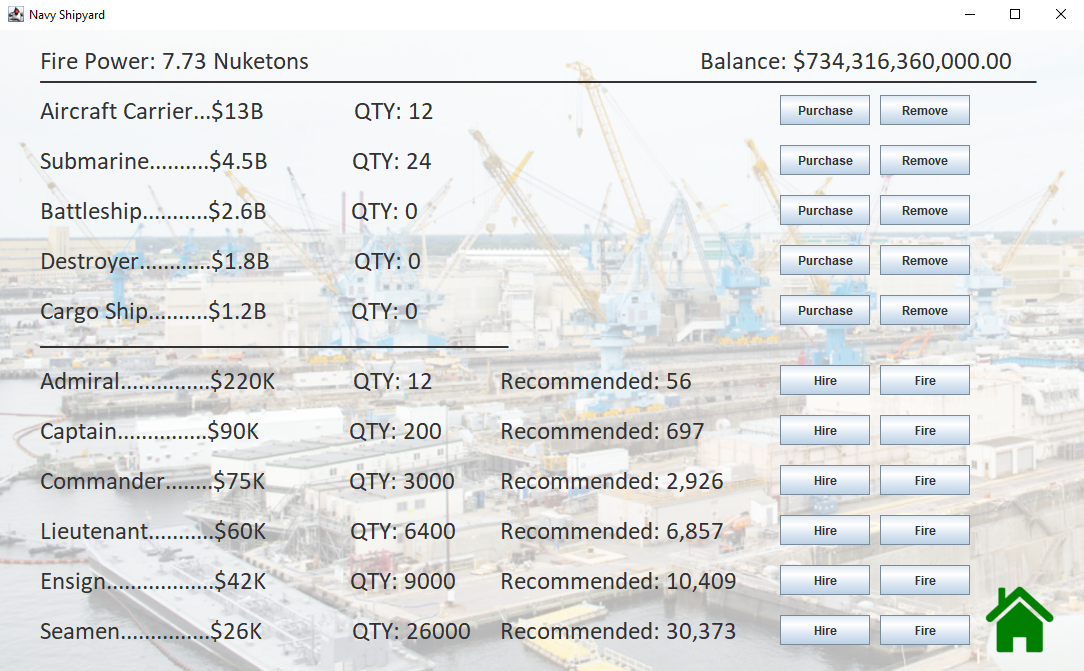 Navy Shipyard
Fire Power: 7.73 Nuketons Balance: $734,316,360,000.00
Aircraft Carrier...$13B QTY: 12 Purchase Remove
Submarine..........$4.5B QTY: 24 Purchase Remove
Battleship...........$2.6B QTY: 0 Purchase Remove
Destroyer............$1.8B QTY: 0 Purchase Remove
Cargo Ship..........$1.2B QTY: 0 Purchase Remove
Admiral...............$220K QTY: 12 Recommended: 56 Hire Fire
Captain...............$90K QTY: 200 Recommended: 697 Hire Fire
Commander........$75K QTY: 3000 Recommended: 2,926 Hire Fire
Lieutenant...........$60K QTY: 6400 Recommended: 6,857 Hire Fire
Ensign..................$42K QTY: 9000 Recommended: 10,409 Hire Fire
Seamen...............$26K QTY: 26000 Recommended: 30,373 Hire Fire